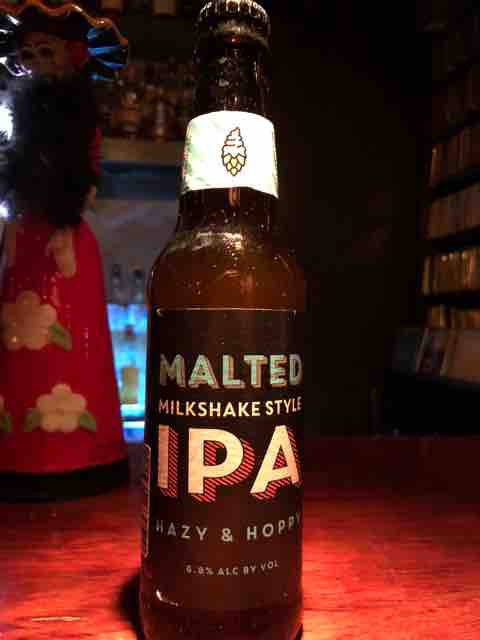 MALTED
MILKSHAKE STYLE
IPA
HAZY & HOPPY
6.8% ALC BY VOL